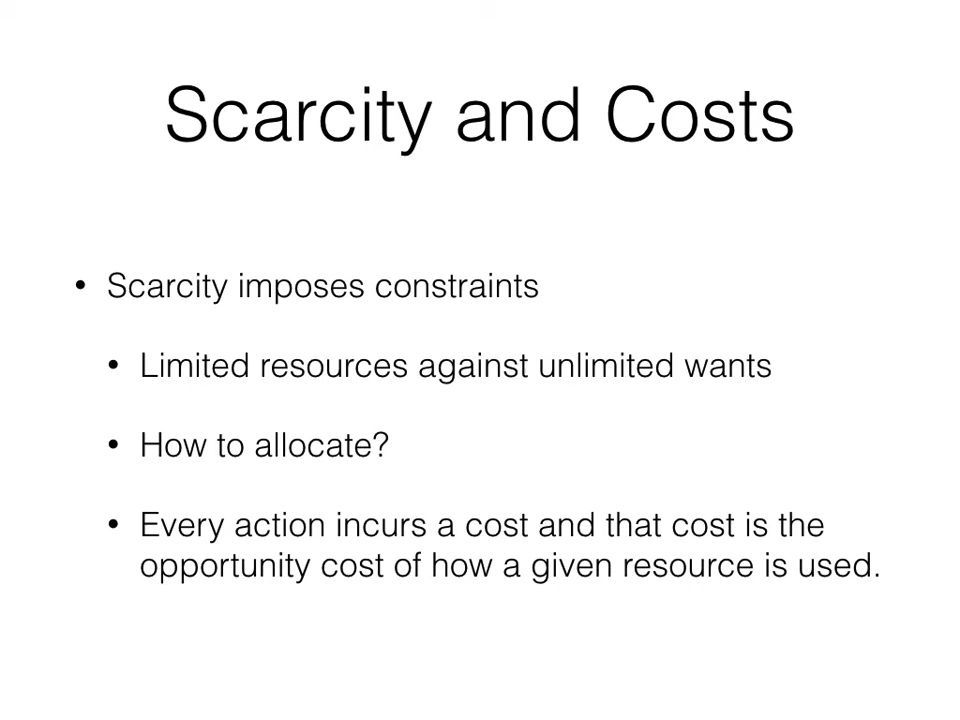 Scarcity and Costs
• Scarcity imposes constraints
• Limited resources against unlimited wants
• How to allocate?
• Every action incurs a cost and that cost is the
opportunity cost of how a given resource is used.